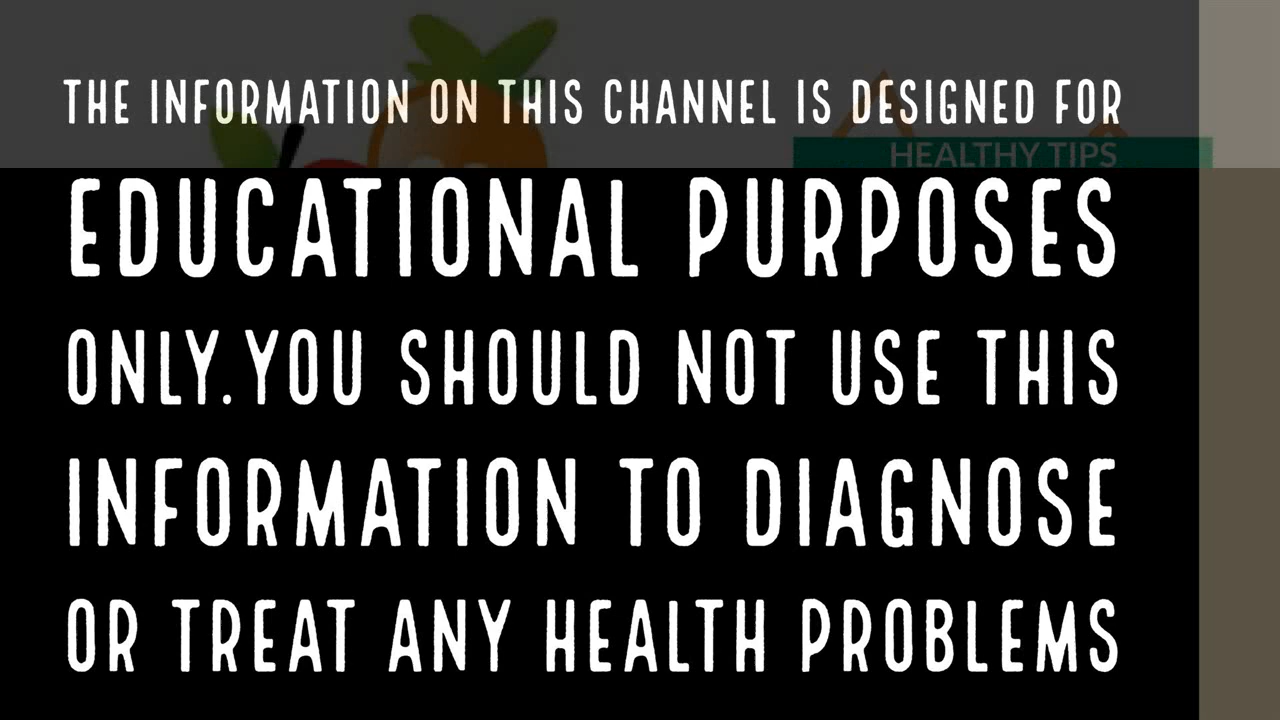 THE INFORMATION ON THIS CHANNEL IS DESIGNED FOR
HEALTHY TIPS
EDUCATIONAL PURPOSES
ONLY.YOU SHOULD NOT USE THIS
INFORMATION TO DIAGNOSE
OR TREAT ANY HEALTH PROBLEMS